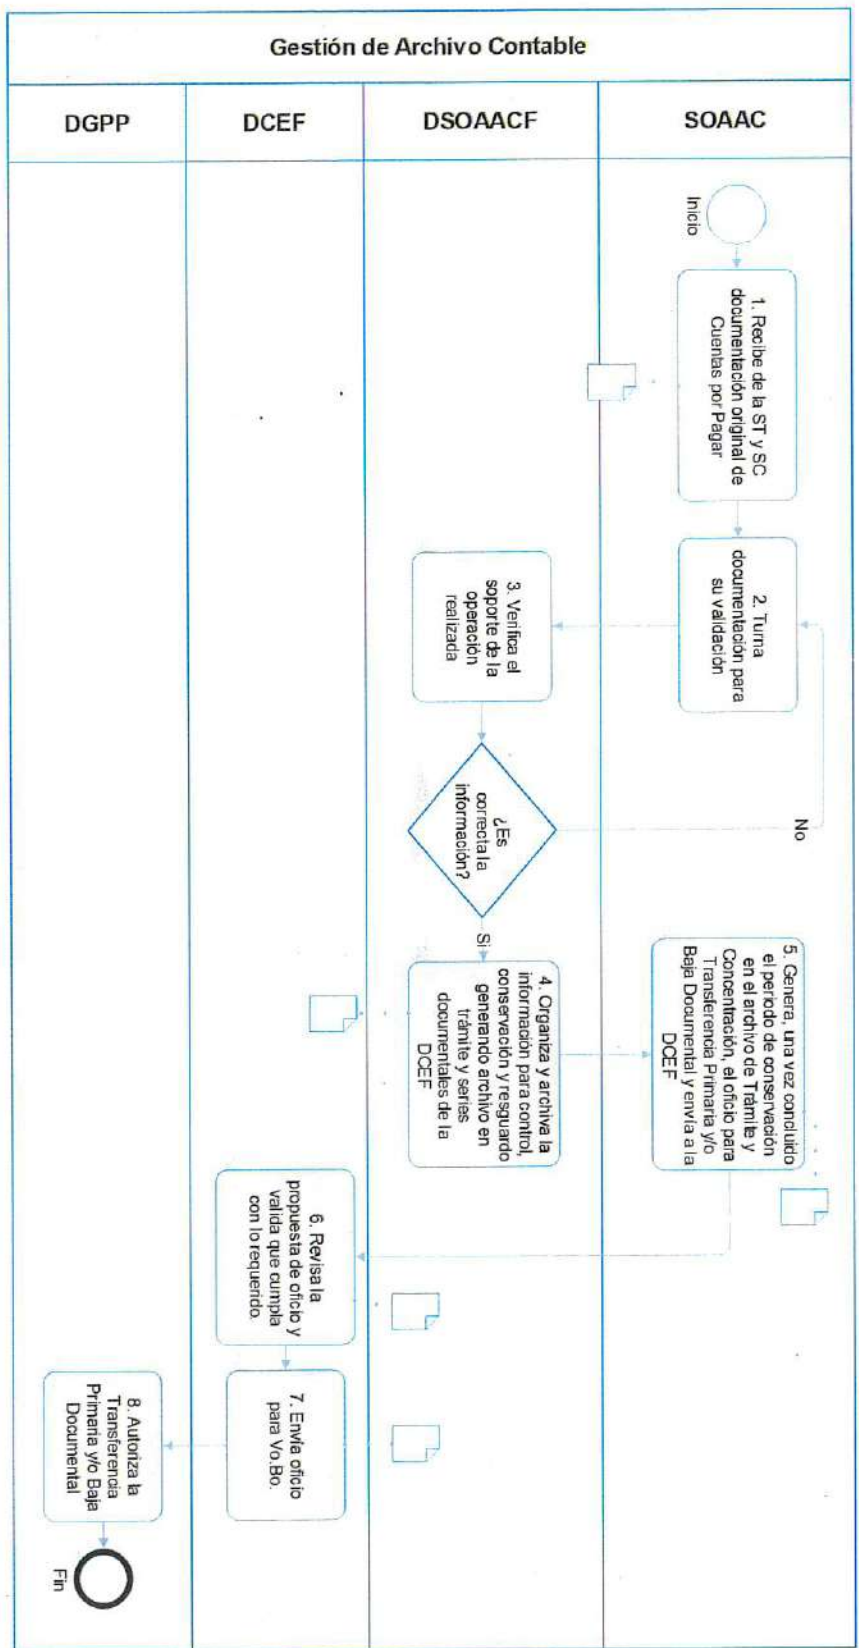 Gestión de Archivo Contable
DGPP
DCEF
DSOAACF
SOAAC
Inicio
1. Recibe de la ST y SC
documentación original de
Cuentas por Pagar
2. Turna
documentación para
su validación
3. Verifica el
soporte de la
operación
realizada
¿Es
correcta la
información?
No
Si
4. Organiza y archiva la
información para control,
conservación y resguardo
generando archivo en
trámite y series
documentales de la
DCEF
5. Genera, una vez concluido
el periodo de conservación
en el archivo de Trámite y
Concentración, el oficio para
Transferencia Primaria y/o
Baja Documental y envía a la
DCEF
6. Revisa la
propuesta de oficio y
valida que cumpla
con lo requerido.
7. Envía oficio
para Vo.Bo.
8. Autoriza la
Transferencia
Primaria y/o Baja
Documental
Fin